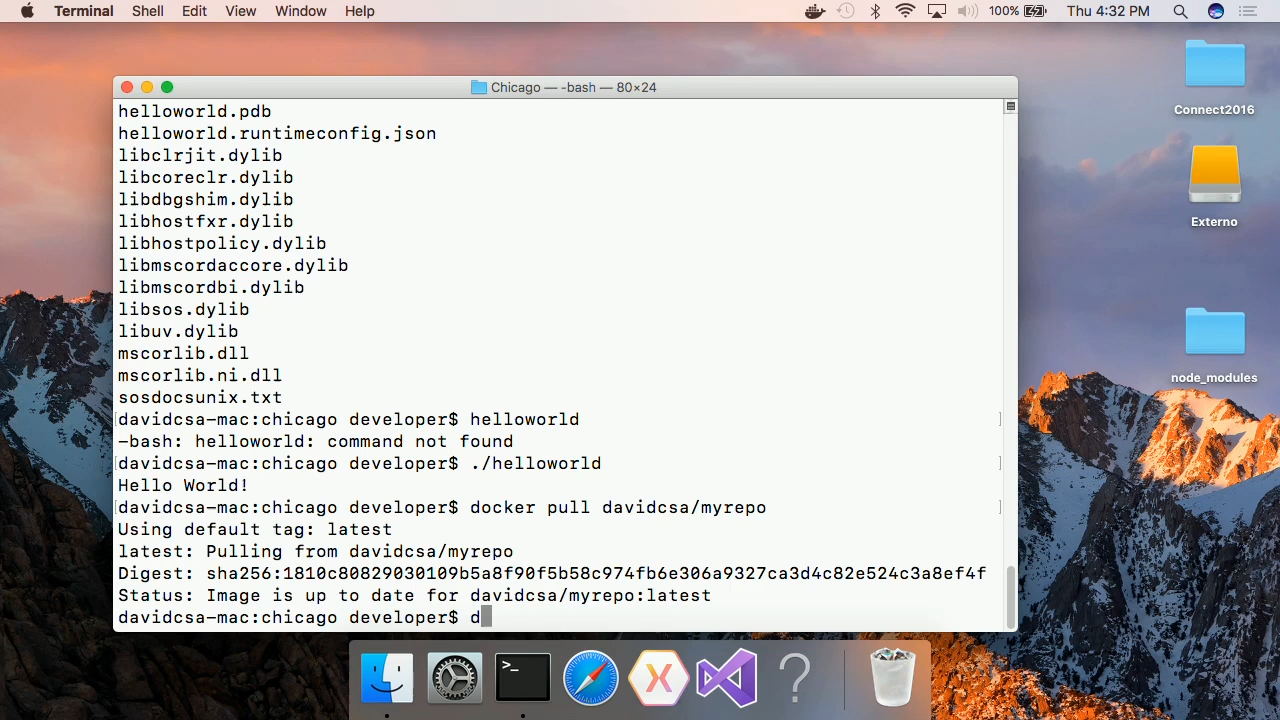 Terminal Shell Edit View Window Help 100% Thu 4:32 PM
Chicago — -bash — 80×24
helloworld.pdb
helloworld.runtimeconfig.json
libclrjit.dylib
libcoreclr.dylib
libdbgshim.dylib
libhostfxr.dylib
libhostpolicy.dylib
libmscordaccore.dylib
libmscordbi.dylib
libsos.dylib
libuv.dylib
mscorlib.dll
mscorlib.ni.dll
sosdocsunix.txt
[davidcsa-mac:chicago developer$ helloworld ]
-bash: helloworld: command not found
[davidcsa-mac:chicago developer$ ./helloworld ]
Hello World!
[davidcsa-mac:chicago developer$ docker pull davidcsa/myrepo ]
Using default tag: latest
latest: Pulling from davidcsa/myrepo
Digest: sha256:1810c80829030109b5a8f90f5b58c974fb6e306a9327ca3d4c82e524c3a8ef4f
Status: Image is up to date for davidcsa/myrepo:latest
davidcsa-mac:chicago developer$ d
Connect2016
Externo
node_modules
>_
?